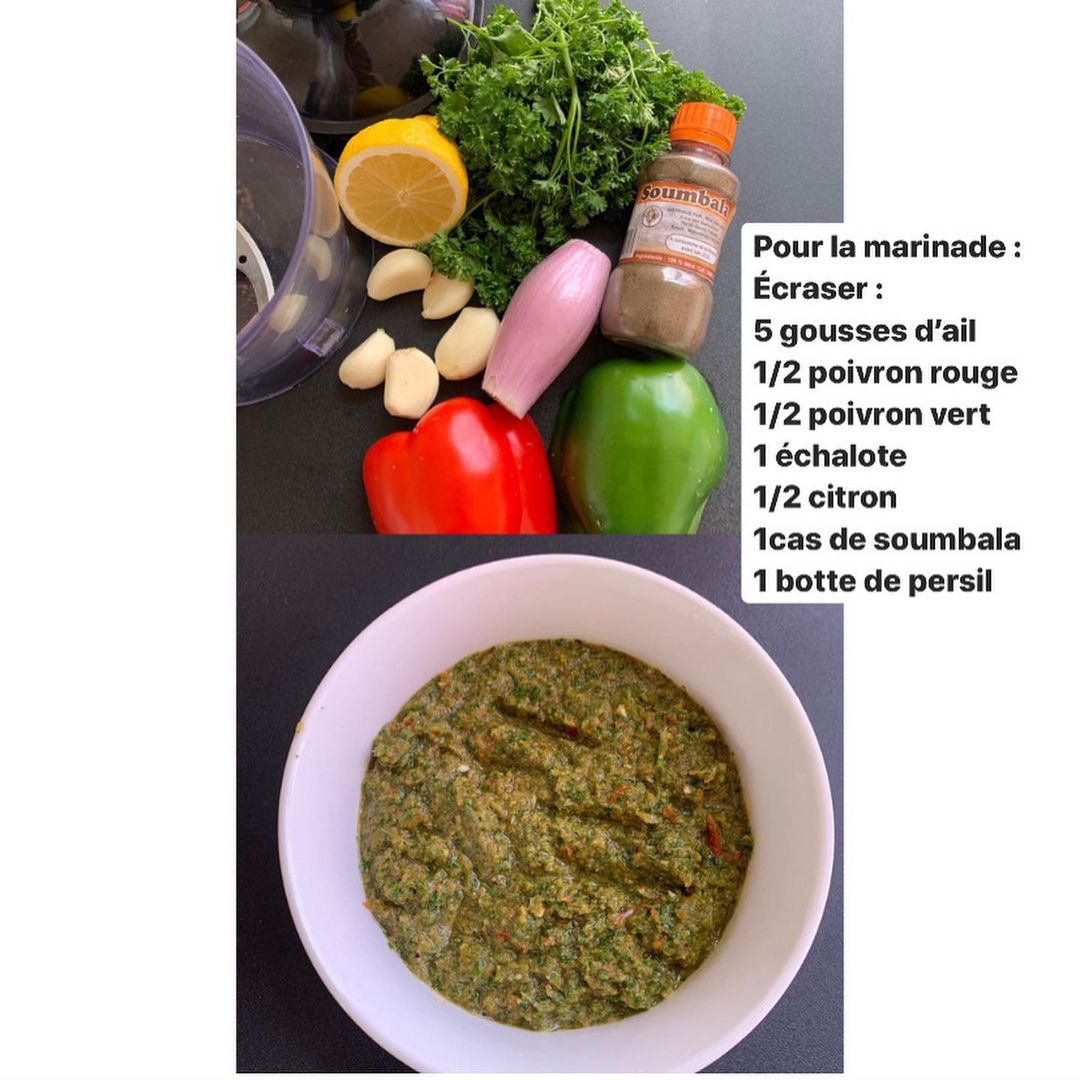 Soumbala
Pour la marinade :
Écraser :
5 gousses d’ail
1/2 poivron rouge
1/2 poivron vert
1 échalote
1/2 citron
1cas de soumbala
1 botte de persil